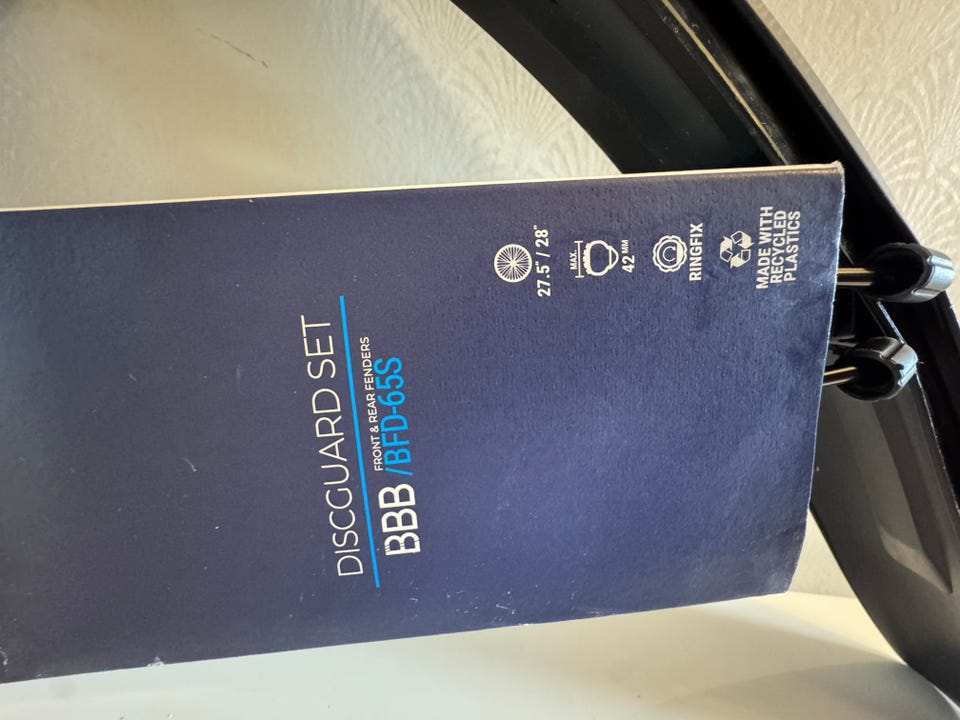 DISCGUARD SET
FRONT & REAR FENDERS
BBB /BFD-65S
27.5" / 28"
MAX.
42 MM
RINGFIX
MADE WITH
RECYCLED
PLASTICS